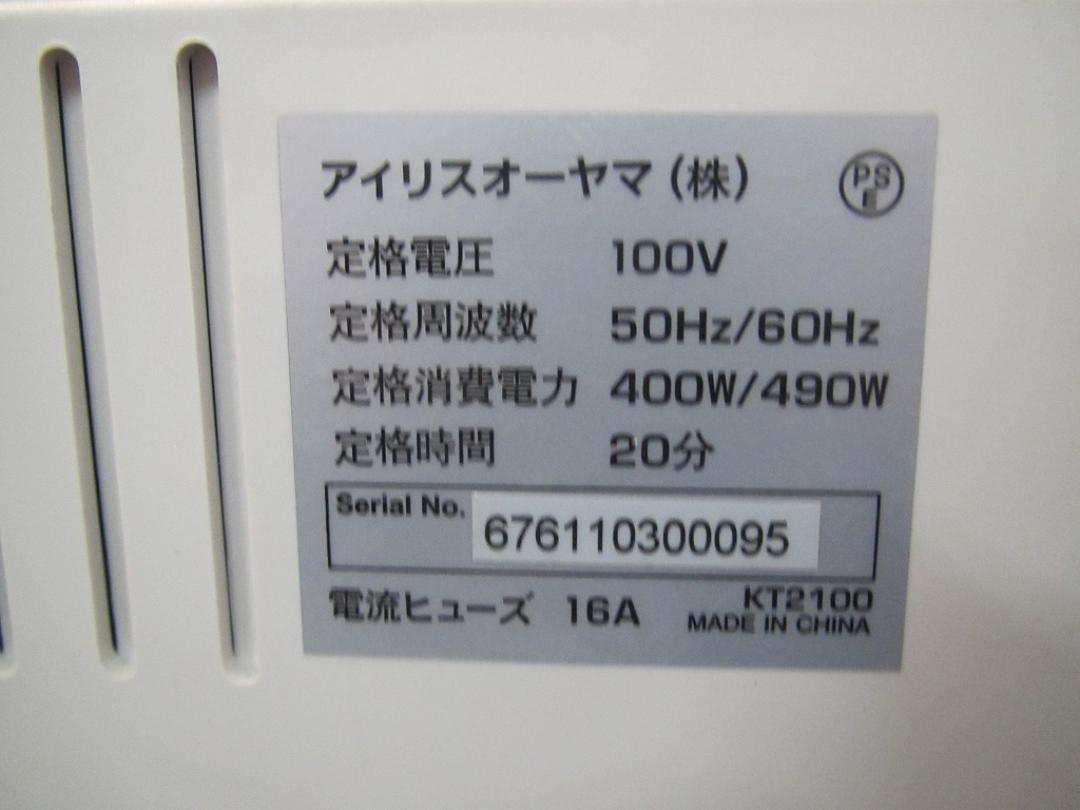 アイリスオーヤマ（株） PSE
定格電圧 100V
定格周波数 50Hz/60Hz
定格消費電力 400W/490W
定格時間 20分
Serial No. 676110300095
電流ヒューズ 16A KT2100
MADE IN CHINA